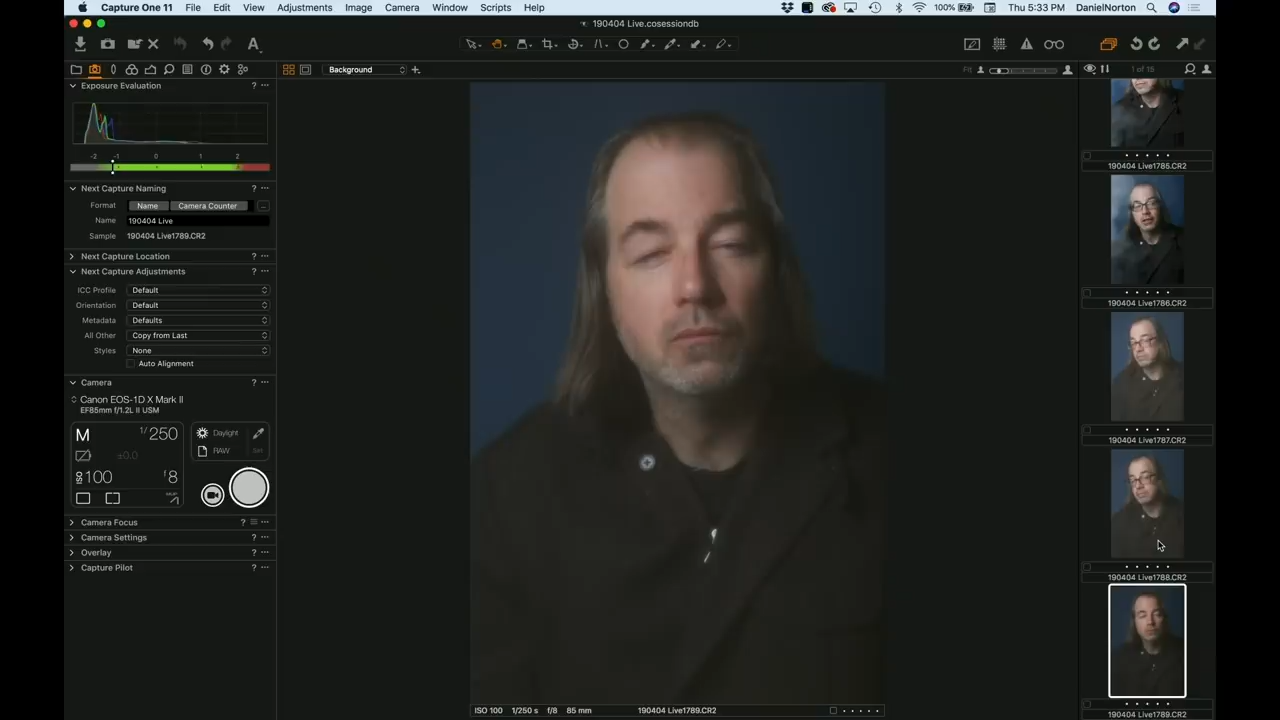 Capture One 11 File Edit View Adjustments Image Camera Window Scripts Help 100% Thu 5:33 PM DanielNorton
190404 Live.cosessiondb
Background Fit 1 of 15
Exposure Evaluation ?
-2 -1 0 1 2
Next Capture Naming ?
Format Name Camera Counter
Name 190404 Live
Sample 190404 Live1789.CR2
Next Capture Location ?
Next Capture Adjustments ?
ICC Profile Default
Orientation Default
Metadata Defaults
All Other Copy from Last
Styles None
Auto Alignment
Camera ?
Canon EOS-1D X Mark II
EF85mm f/1.2L II USM
M 1/250 Daylight
±0.0 RAW Set
ISO 100 f8
Camera Focus ?
Camera Settings ?
Overlay ?
Capture Pilot ?
190404 Live1785.CR2
190404 Live1786.CR2
190404 Live1787.CR2
190404 Live1788.CR2
190404 Live1789.CR2
ISO 100 1/250 s f/8 85 mm 190404 Live1789.CR2